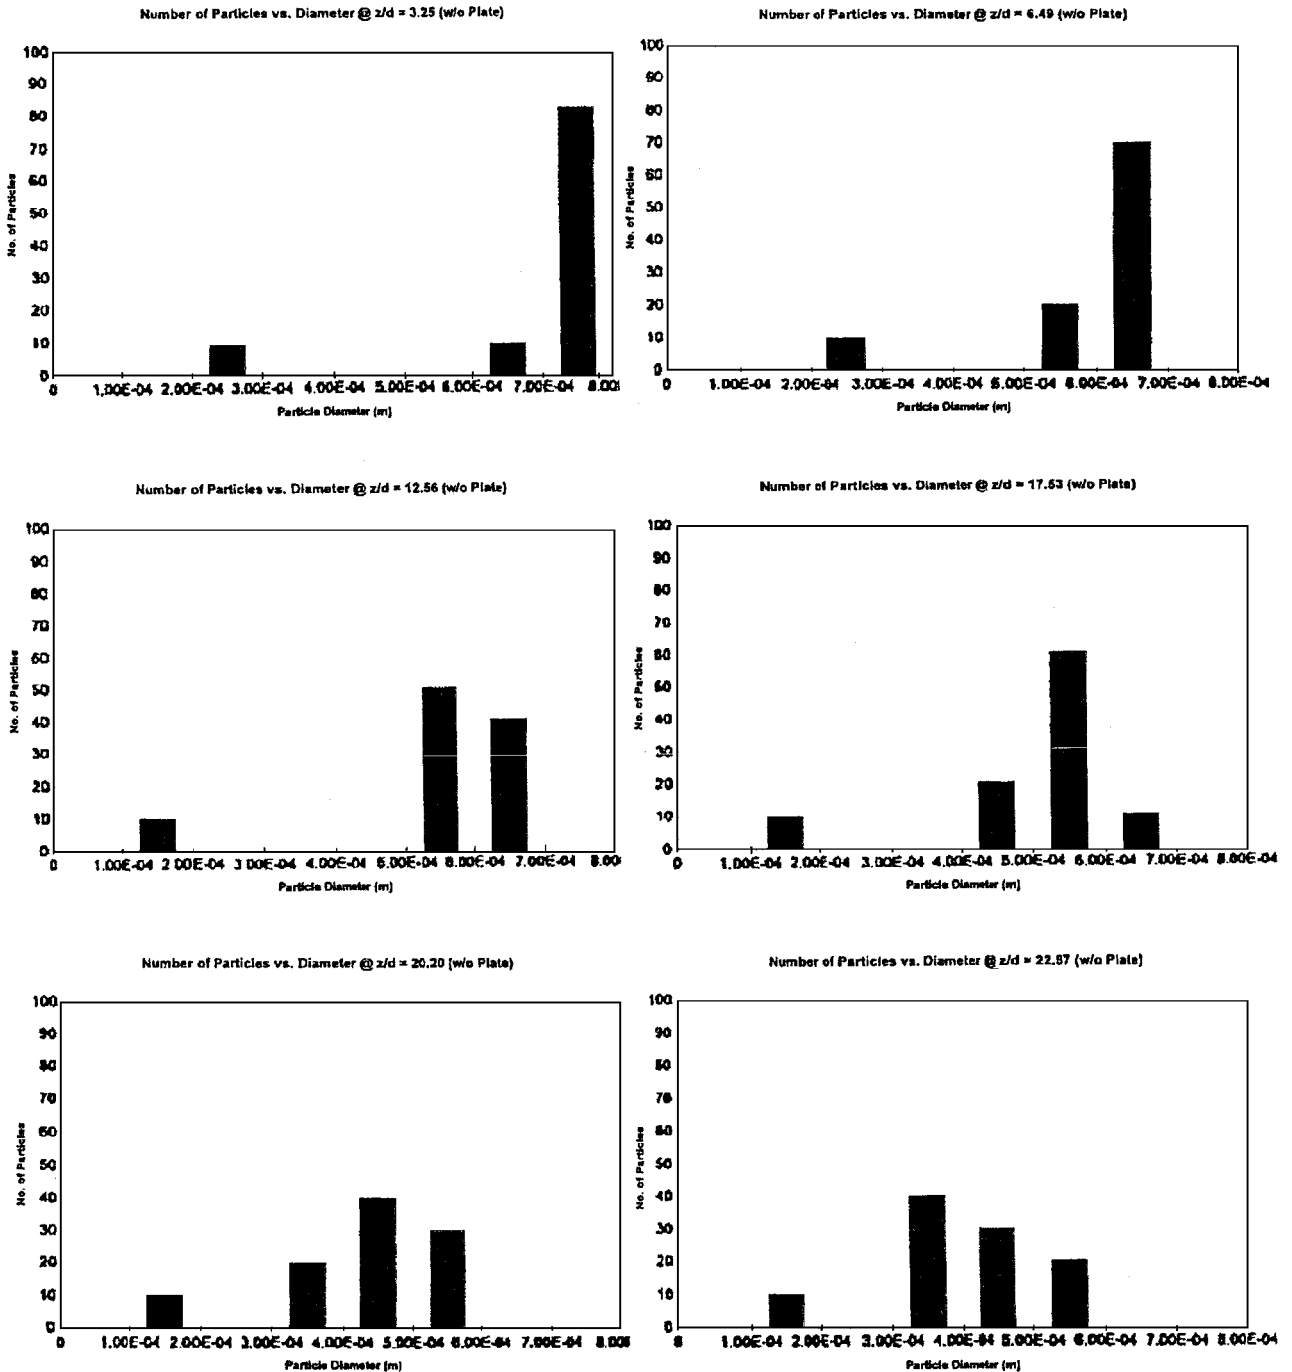 Number of Particles vs. Diameter @ z/d = 3.25 (w/o Plate)
100
90
80
70
60
50
40
30
20
10
0
No. of Particles
0 1.00E-04 2.00E-04 3.00E-04 4.00E-04 5.00E-04 6.00E-04 7.00E-04 8.00
Particle Diameter (m)
Number of Particles vs. Diameter @ z/d = 6.49 (w/o Plate)
100
90
80
70
60
50
40
30
20
10
0
No. of Particles
0 1.00E-04 2.00E-04 3.00E-04 4.00E-04 5.00E-04 6.00E-04 7.00E-04 8.00E-04
Particle Diameter (m)
Number of Particles vs. Diameter @ z/d = 12.56 (w/o Plate)
100
90
80
70
60
50
40
30
20
10
0
No. of Particles
0 1.00E-04 2.00E-04 3.00E-04 4.00E-04 5.00E-04 6.00E-04 7.00E-04 8.00
Particle Diameter (m)
Number of Particles vs. Diameter @ z/d = 17.53 (w/o Plate)
100
90
80
70
60
50
40
30
20
10
0
No. of Particles
0 1.00E-04 2.00E-04 3.00E-04 4.00E-04 5.00E-04 6.00E-04 7.00E-04 8.00E-04
Particle Diameter (m)
Number of Particles vs. Diameter @ z/d = 20.20 (w/o Plate)
100
90
80
70
60
50
40
30
20
10
0
No. of Particles
0 1.00E-04 2.00E-04 3.00E-04 4.00E-04 5.00E-04 6.00E-04 7.00E-04 8.00E
Particle Diameter (m)
Number of Particles vs. Diameter @ z/d = 22.87 (w/o Plate)
100
90
80
70
60
50
40
30
20
10
0
No. of Particles
0 1.00E-04 2.00E-04 3.00E-04 4.00E-04 5.00E-04 6.00E-04 7.00E-04 8.00E-04
Particle Diameter (m)